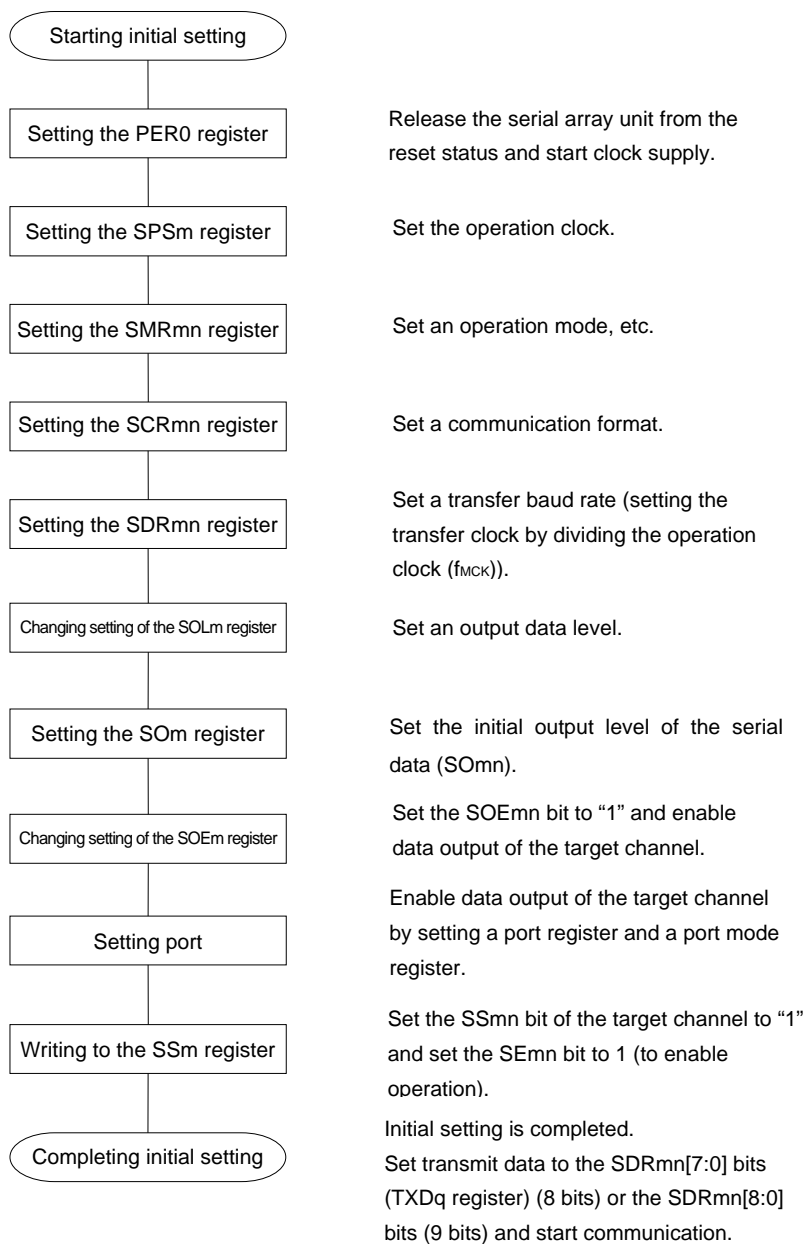 Starting initial setting
Setting the PER0 register
Release the serial array unit from the
reset status and start clock supply.
Setting the SPSm register
Set the operation clock.
Setting the SMRmn register
Set an operation mode, etc.
Setting the SCRmn register
Set a communication format.
Setting the SDRmn register
Set a transfer baud rate (setting the
transfer clock by dividing the operation
clock (fMCK)).
Changing setting of the SOLm register
Set an output data level.
Setting the SOm register
Set the initial output level of the serial
data (SOmn).
Changing setting of the SOEm register
Set the SOEmn bit to “1” and enable
data output of the target channel.
Setting port
Enable data output of the target channel
by setting a port register and a port mode
register.
Writing to the SSm register
Set the SSmn bit of the target channel to “1”
and set the SEmn bit to 1 (to enable
operation).
Completing initial setting
Initial setting is completed.
Set transmit data to the SDRmn[7:0] bits
(TXDq register) (8 bits) or the SDRmn[8:0]
bits (9 bits) and start communication.